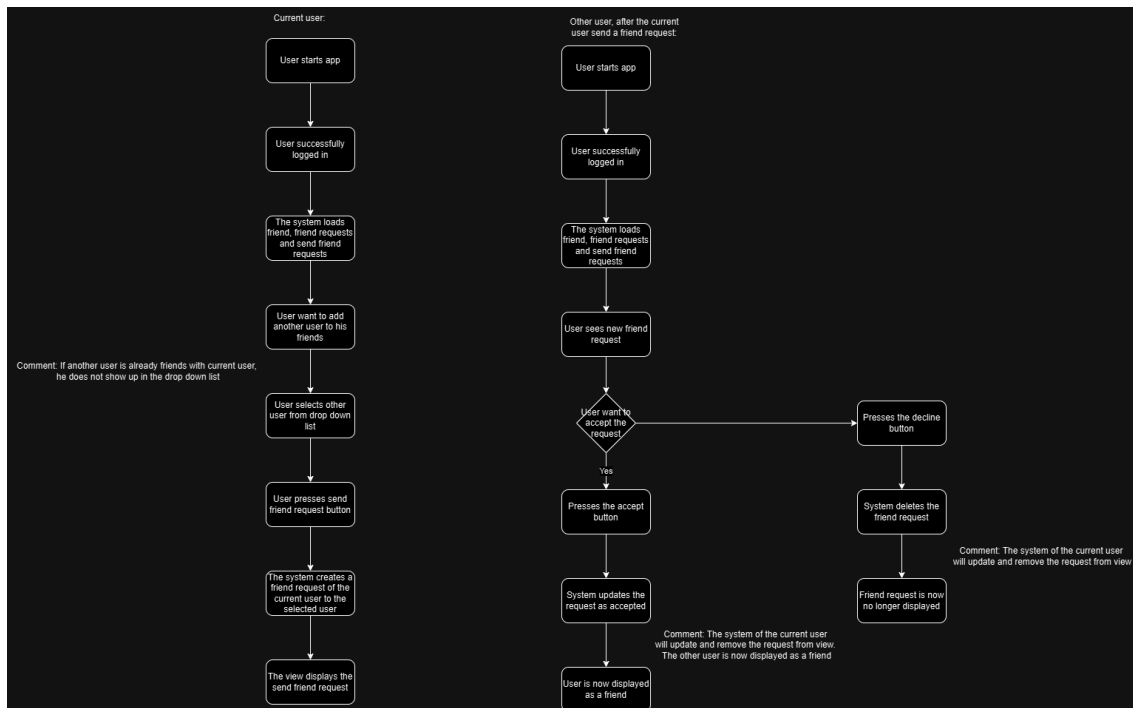 Current user:
User starts app
User successfully
logged in
The system loads
friend, friend requests
and send friend
requests
User want to add
another user to his
friends
Comment: If another user is already friends with current user,
he does not show up in the drop down list
User selects other
user from drop down
list
User presses send
friend request button
The system creates a
friend request of the
current user to the
selected user
The view displays the
send friend request
Other user, after the current
user send a friend request:
User starts app
User successfully
logged in
The system loads
friend, friend requests
and send friend
requests
User sees new friend
request
User want to
accept the
request
Yes
Presses the accept
button
System updates the
request as accepted
Comment: The system of the current user
will update and remove the request from view.
The other user is now displayed as a friend
User is now displayed
as a friend
Presses the decline
button
System deletes the
friend request
Comment: The system of the current user
will update and remove the request from view
Friend request is now
no longer displayed